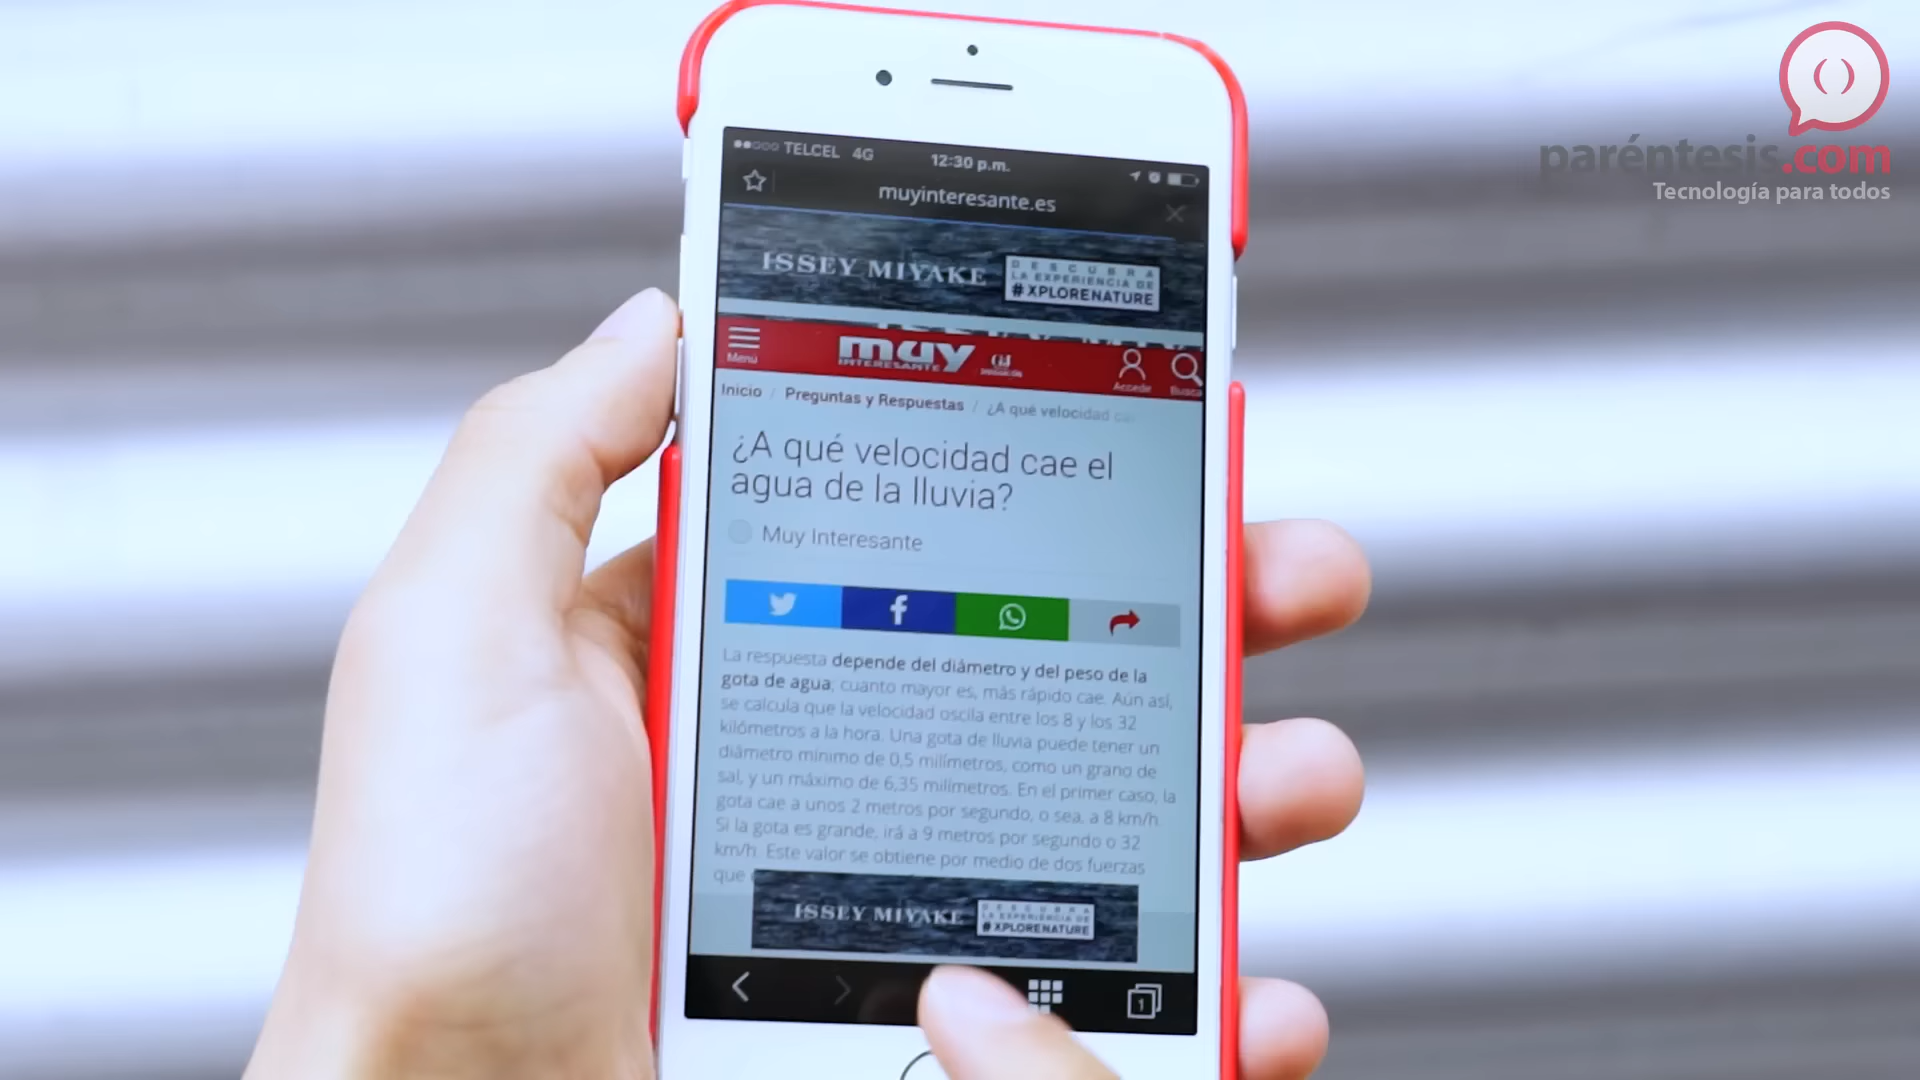 paréntesis.com
Tecnología para todos
TELCEL 4G 12:30 p.m.
muyinteresante.es
ISSEY MIYAKE
DESCUBRA
LA EXPERIENCIA DE
#XPLORENATURE
Menú
muy
INTERESANTE
Accede
Busca
Inicio / Preguntas y Respuestas / ¿A qué velocidad
¿A qué velocidad cae el
agua de la lluvia?
Muy Interesante
La respuesta depende del diámetro y del peso de la
gota de agua, cuanto mayor es, más rápido cae. Aún así,
se calcula que la velocidad oscila entre los 8 y los 32
kilómetros a la hora. Una gota de lluvia puede tener un
diámetro mínimo de 0,5 milímetros, como un grano de
sal, y un máximo de 6,35 milímetros. En el primer caso, la
gota cae a unos 2 metros por segundo, o sea, a 8 km/h.
Si la gota es grande, irá a 9 metros por segundo o 32
km/h. Este valor se obtiene por medio de dos fuerzas
que
ISSEY MIYAKE
DESCUBRA
LA EXPERIENCIA DE
#XPLORENATURE
1